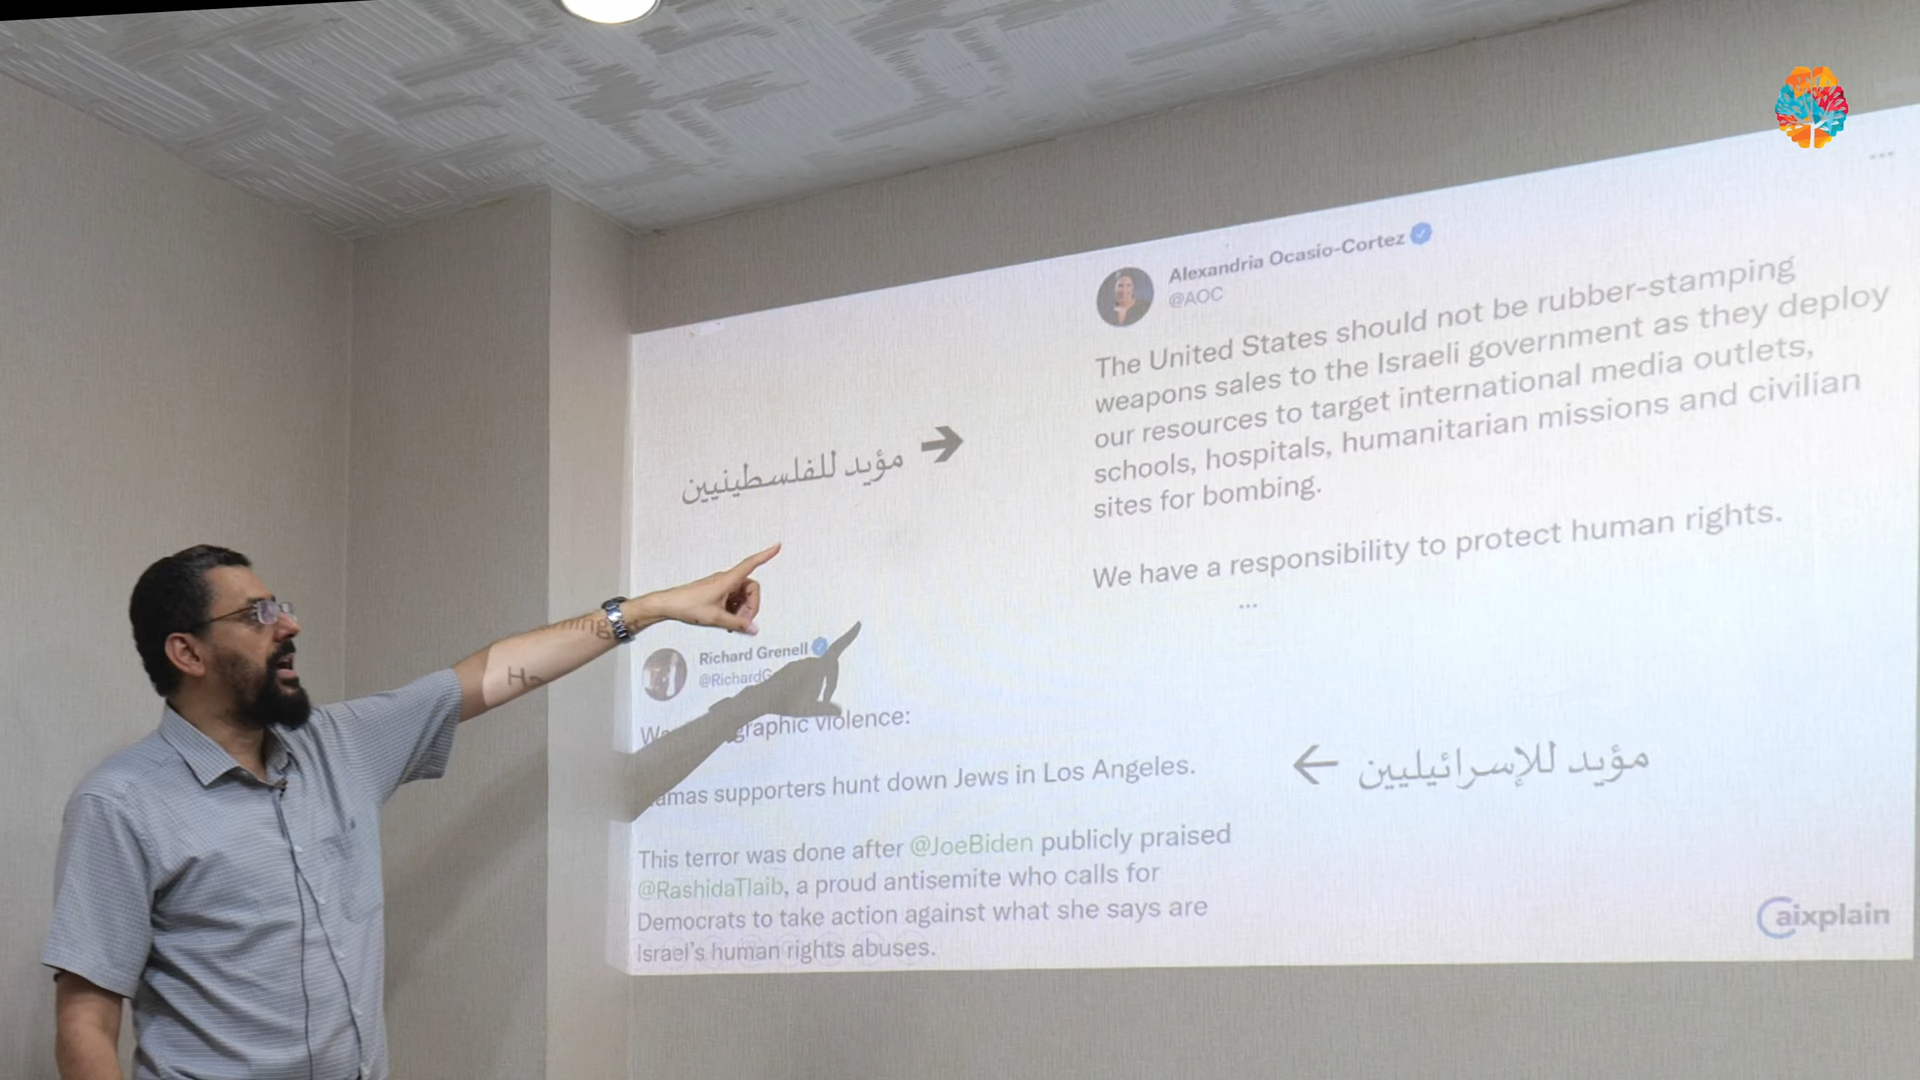 Alexandria Ocasio-Cortez
@AOC
The United States should not be rubber-stamping
weapons sales to the Israeli government as they deploy
our resources to target international media outlets,
schools, hospitals, humanitarian missions and civilian
sites for bombing.
We have a responsibility to protect human rights.
...
مؤيد للفلسطينيين →
Richard Grenell
graphic violence:
supporters hunt down Jews in Los Angeles.
This terror was done after @JoeBiden publicly praised
@RashidaTlaib, a proud antisemite who calls for
Democrats to take action against what she says are
Israel's human rights abuses.
← مؤيد للإسرائيليين
aixplain